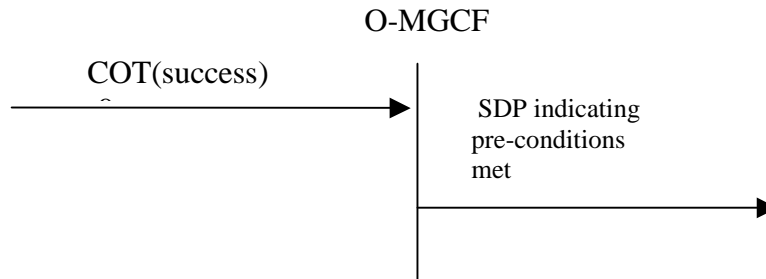 O-MGCF
COT(success)
SDP indicating
pre-conditions
met